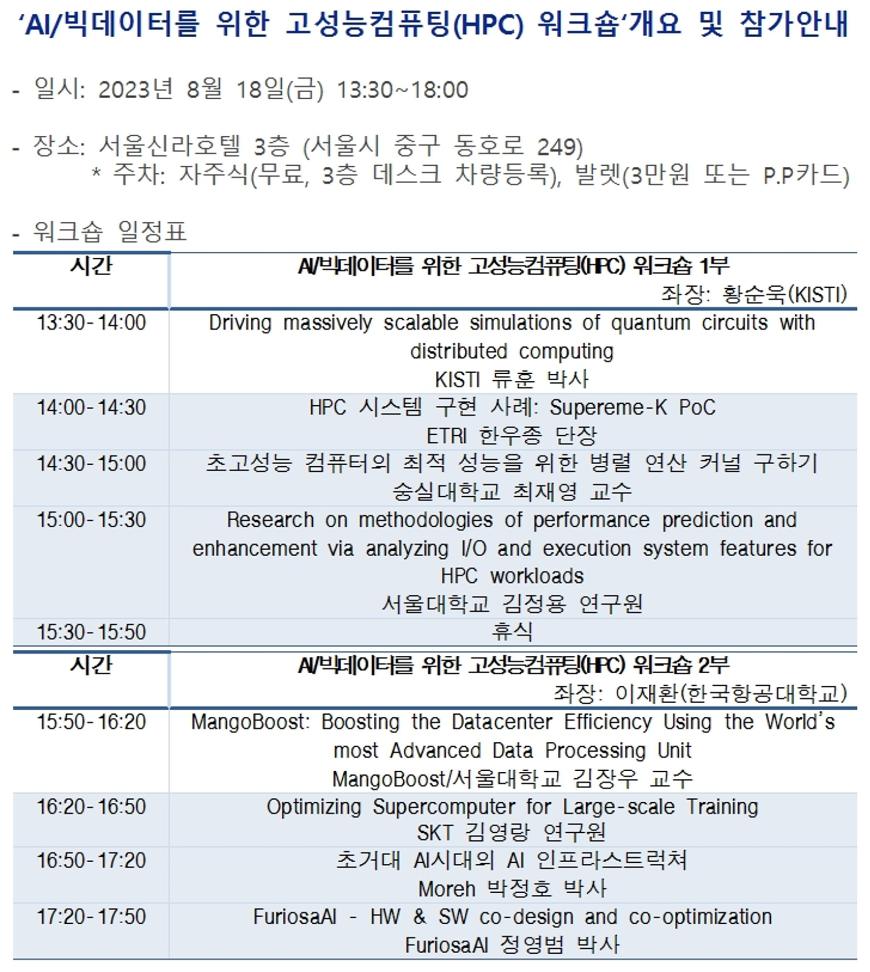 ‘AI/빅데이터를 위한 고성능컴퓨팅(HPC) 워크숍‘개요 및 참가안내
- 일시: 2023년 8월 18일(금) 13:30~18:00
- 장소: 서울신라호텔 3층 (서울시 중구 동호로 249)
* 주차: 자주식(무료, 3층 데스크 차량등록), 발렛(3만원 또는 P.P카드)
- 워크숍 일정표
시간 AI/빅데이터를 위한 고성능컴퓨팅(HPC) 워크숍 1부
좌장: 황순욱(KISTI)
13:30-14:00 Driving massively scalable simulations of quantum circuits with
distributed computing
KISTI 류훈 박사
14:00-14:30 HPC 시스템 구현 사례: Supereme-K PoC
ETRI 한우종 단장
14:30-15:00 초고성능 컴퓨터의 최적 성능을 위한 병렬 연산 커널 구하기
숭실대학교 최재영 교수
15:00-15:30 Research on methodologies of performance prediction and
enhancement via analyzing I/O and execution system features for
HPC workloads
서울대학교 김정용 연구원
15:30-15:50 휴식
시간 AI/빅데이터를 위한 고성능컴퓨팅(HPC) 워크숍 2부
좌장: 이재환(한국항공대학교)
15:50-16:20 MangoBoost: Boosting the Datacenter Efficiency Using the World's
most Advanced Data Processing Unit
MangoBoost/서울대학교 김장우 교수
16:20-16:50 Optimizing Supercomputer for Large-scale Training
SKT 김영랑 연구원
16:50-17:20 초거대 AI시대의 AI 인프라스트럭쳐
Moreh 박정호 박사
17:20-17:50 FuriosaAI - HW & SW co-design and co-optimization
FuriosaAI 정영범 박사